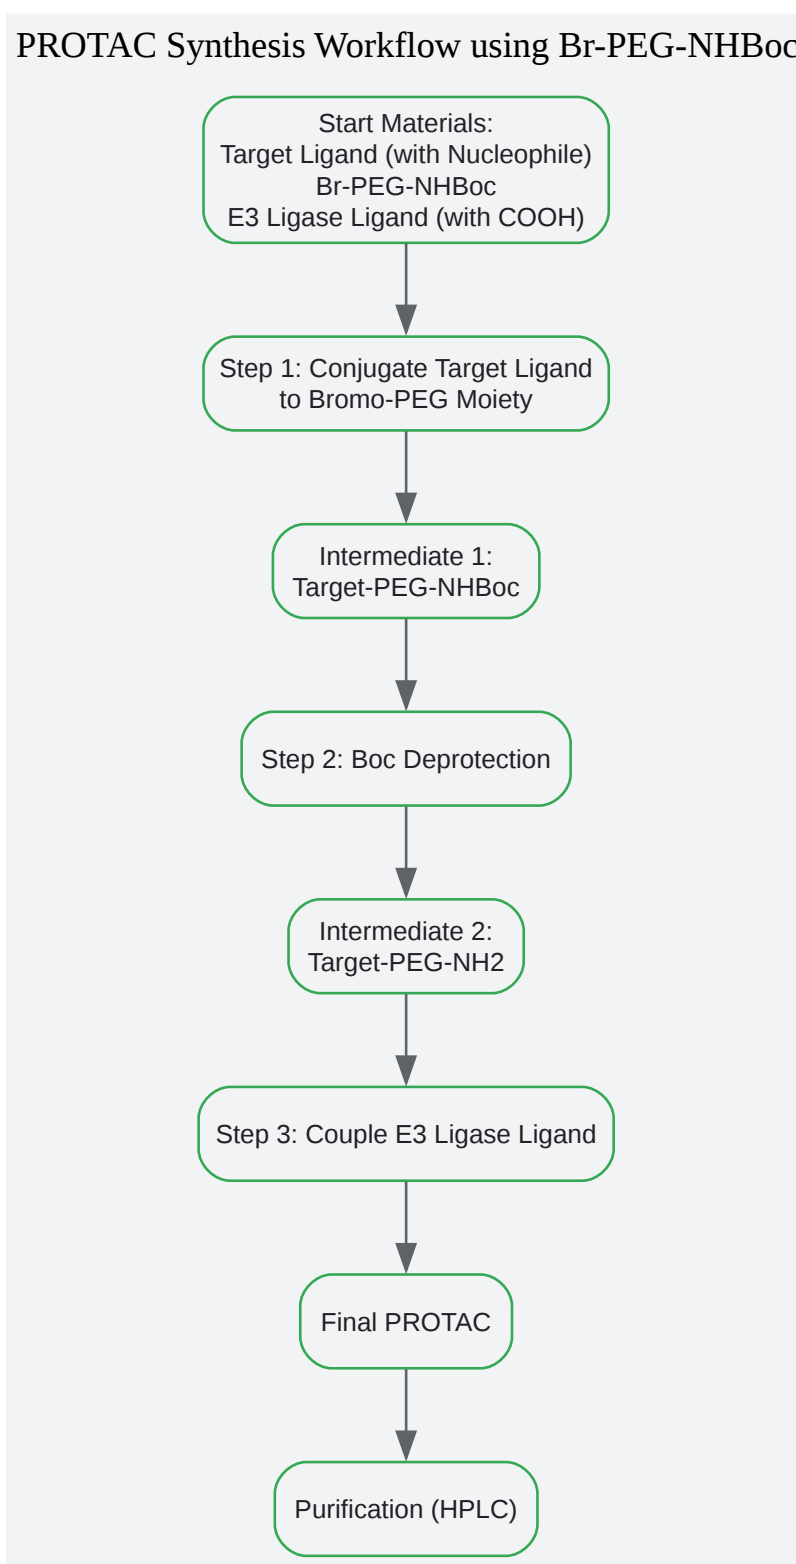 PROTAC Synthesis Workflow using Br-PEG-NHBoc
Start Materials:
Target Ligand (with Nucleophile)
Br-PEG-NHBoc
E3 Ligase Ligand (with COOH)
Step 1: Conjugate Target Ligand
to Bromo-PEG Moiety
Intermediate 1:
Target-PEG-NHBoc
Step 2: Boc Deprotection
Intermediate 2:
Target-PEG-NH2
Step 3: Couple E3 Ligase Ligand
Final PROTAC
Purification (HPLC)